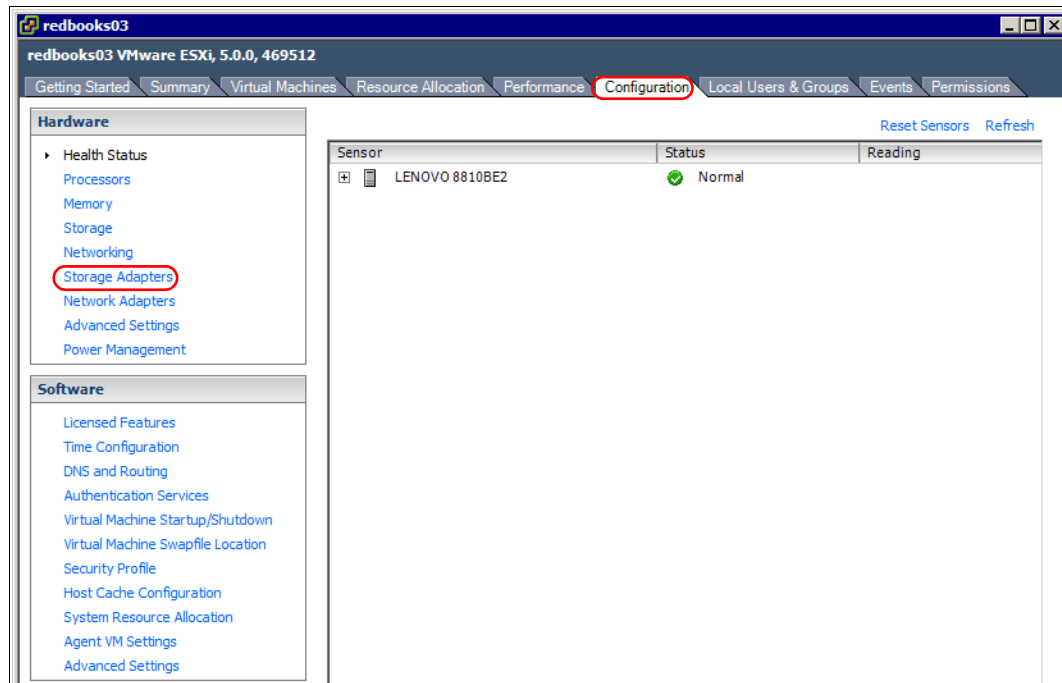 redbooks03
redbooks03 VMware ESXi, 5.0.0, 469512
Getting Started Summary Virtual Machines Resource Allocation Performance Configuration Local Users & Groups Events Permissions
Hardware
Health Status
Processors
Memory
Storage
Networking
Storage Adapters
Network Adapters
Advanced Settings
Power Management
Software
Licensed Features
Time Configuration
DNS and Routing
Authentication Services
Virtual Machine Startup/Shutdown
Virtual Machine Swapfile Location
Security Profile
Host Cache Configuration
System Resource Allocation
Agent VM Settings
Advanced Settings
Reset Sensors Refresh
Sensor Status Reading
LENOVO 8810BE2 Normal